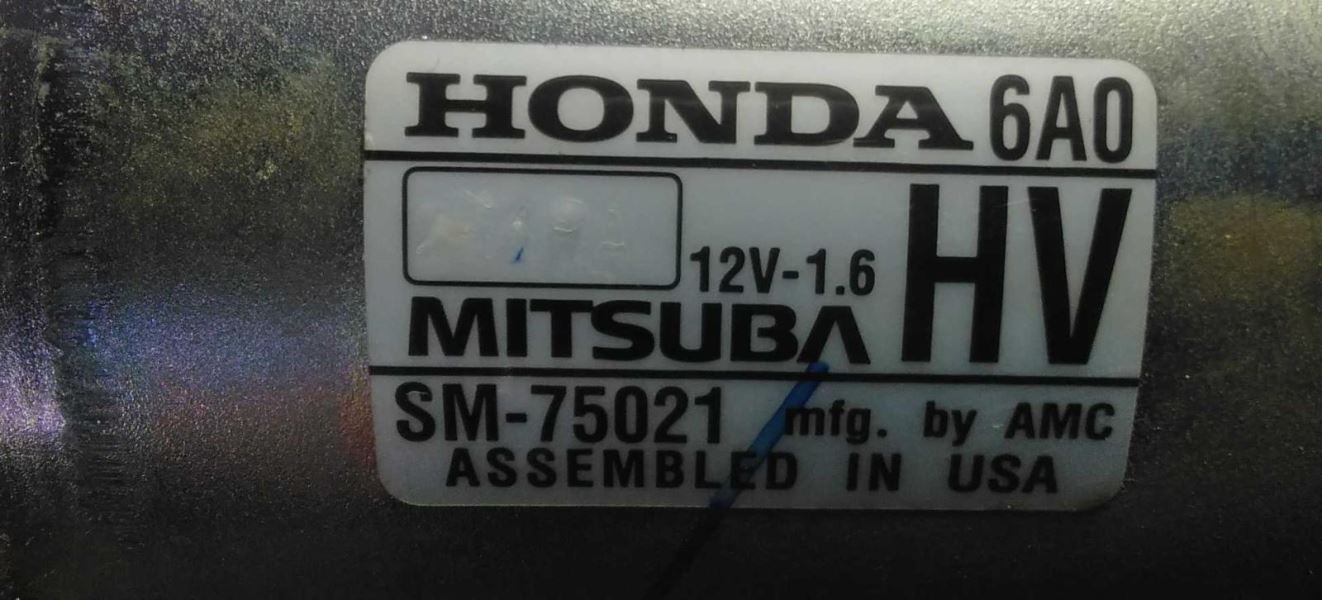 HONDA 6A0
12V-1.6 HV
MITSUBA
SM-75021 mfg. by AMC
ASSEMBLED IN USA